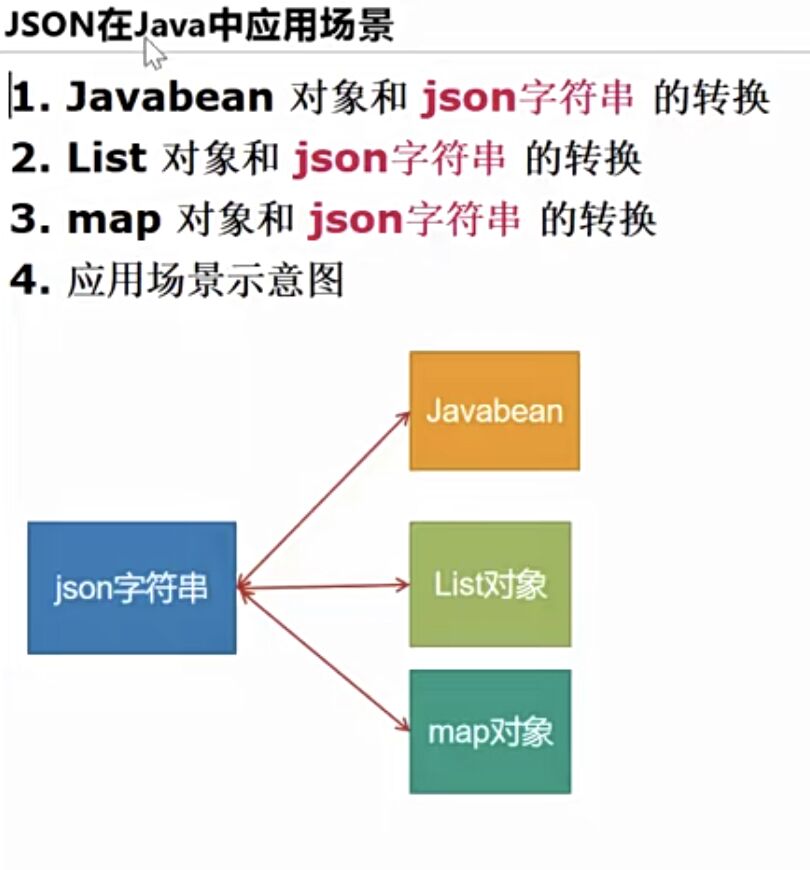 JSON在Java中应用场景
1. Javabean 对象和 json字符串 的转换
2. List 对象和 json字符串 的转换
3. map 对象和 json字符串 的转换
4. 应用场景示意图
Javabean
json字符串
List对象
map对象